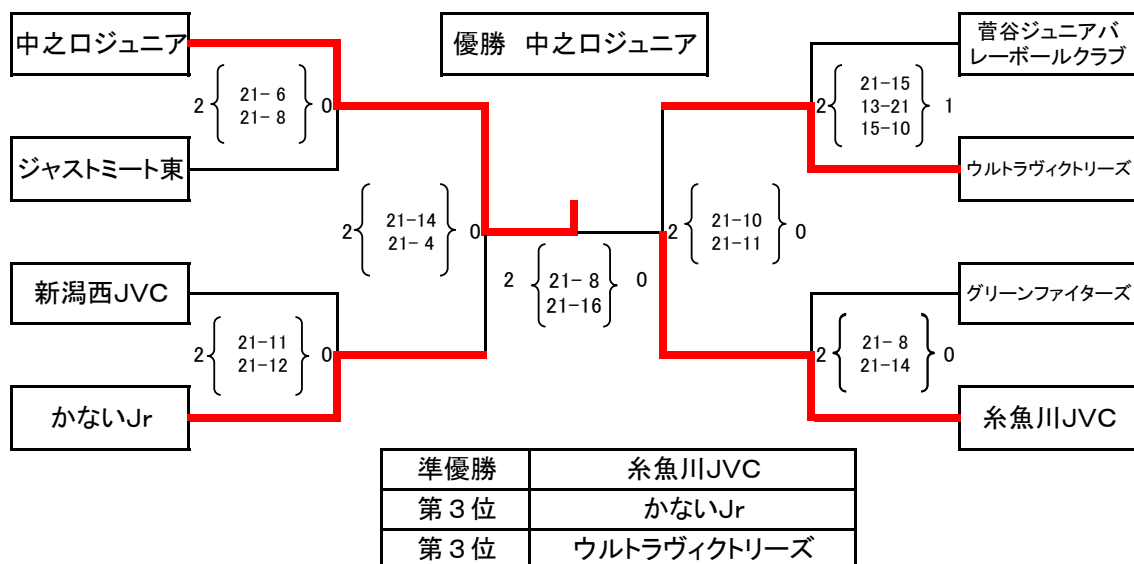 中之口ジュニア
優勝 中之口ジュニア
菅谷ジュニアバ
レーボールクラブ
2
21- 6
21- 8
0
2
21-15
13-21
15-10
1
ジャストミート東
ウルトラヴィクトリーズ
2
21-14
21- 4
0
2
21-10
21-11
0
2
21- 8
21-16
0
新潟西JVC
グリーンファイターズ
2
21-11
21-12
0
2
21- 8
21-14
0
かないJr
糸魚川JVC
準優勝 糸魚川JVC
第3位 かないJr
第3位 ウルトラヴィクトリーズ